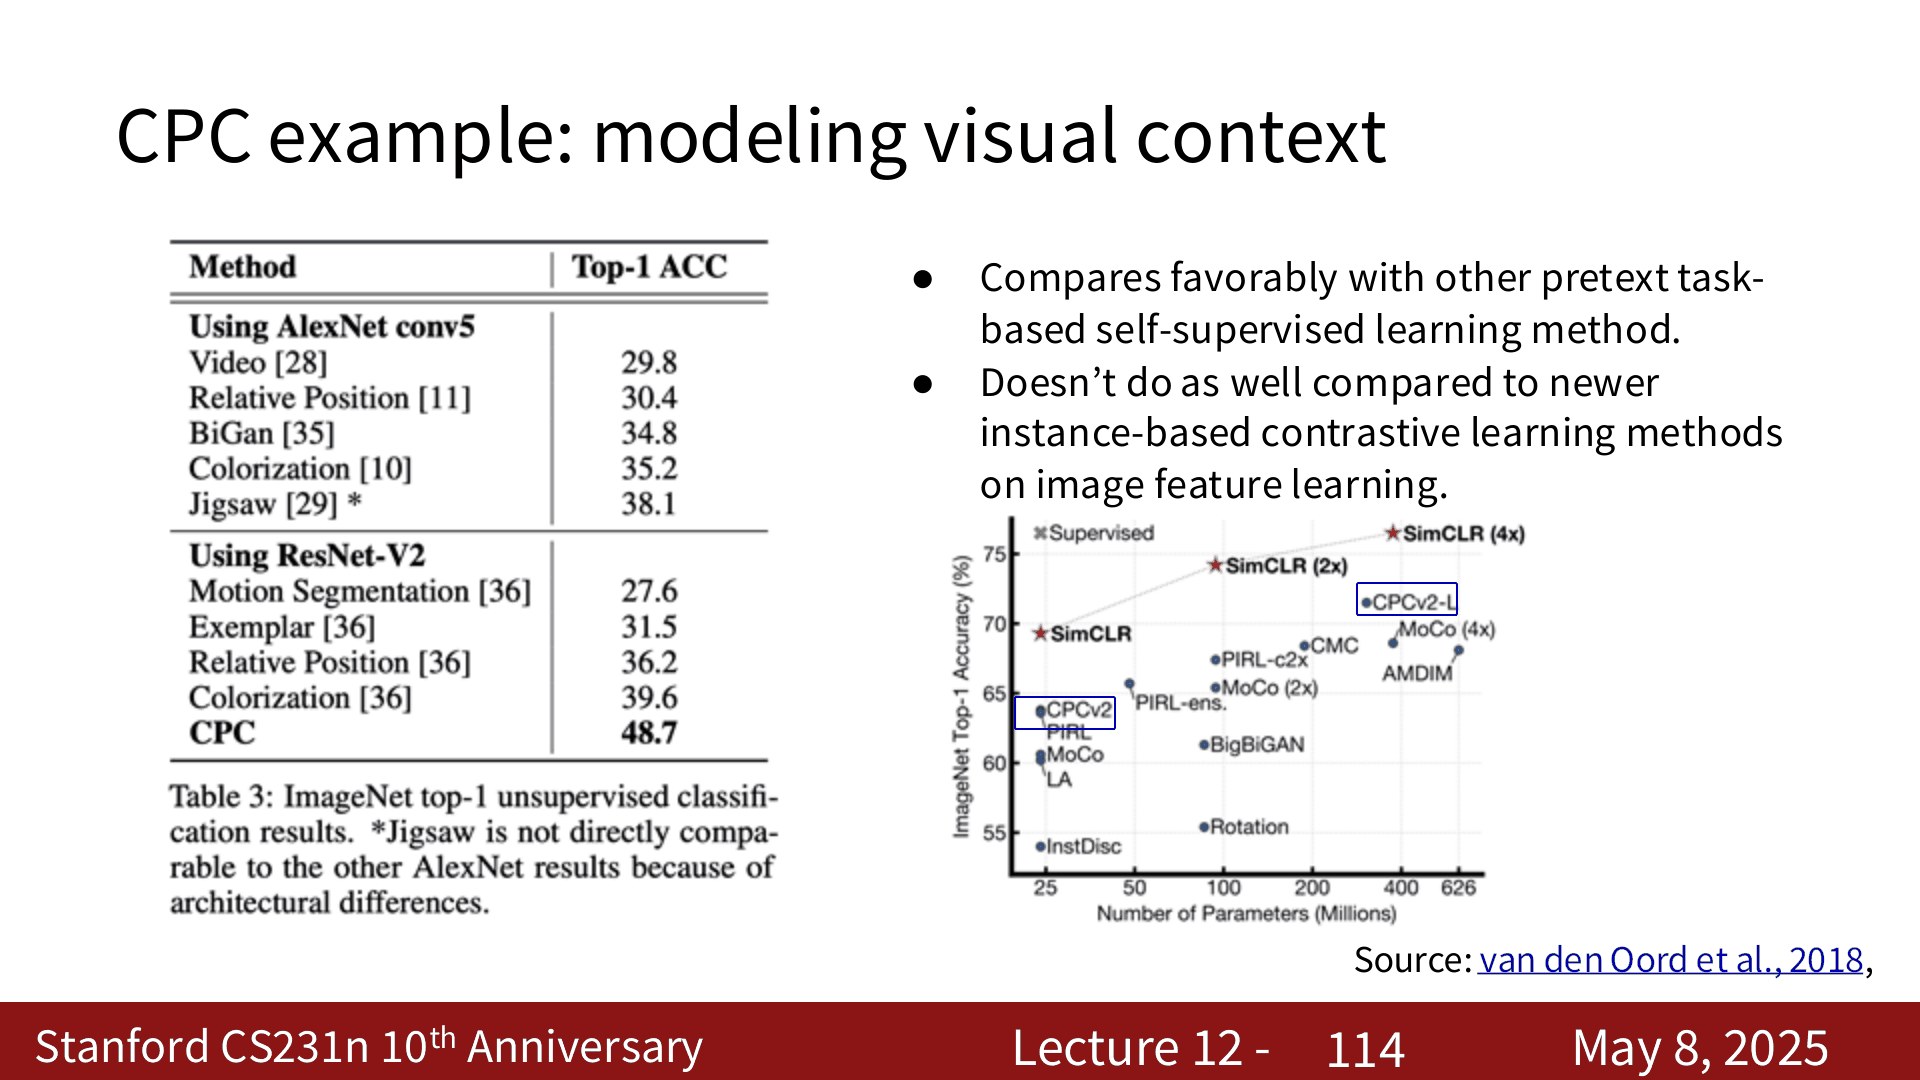 CPC example: modeling visual context
Method Top-1 ACC
Using AlexNet conv5
Video [28] 29.8
Relative Position [11] 30.4
BiGan [35] 34.8
Colorization [10] 35.2
Jigsaw [29] * 38.1
Using ResNet-V2
Motion Segmentation [36] 27.6
Exemplar [36] 31.5
Relative Position [36] 36.2
Colorization [36] 39.6
CPC 48.7
Table 3: ImageNet top-1 unsupervised classifi-
cation results. *Jigsaw is not directly compa-
rable to the other AlexNet results because of
architectural differences.
● Compares favorably with other pretext task-
based self-supervised learning method.
● Doesn’t do as well compared to newer
instance-based contrastive learning methods
on image feature learning.
Supervised
SimCLR (4x)
SimCLR (2x)
CPCv2-L
SimCLR
MoCo (4x)
CMC
PIRL-c2x
AMDIM
MoCo (2x)
PIRL-ens.
CPCv2
PIRL
BigBiGAN
MoCo
LA
Rotation
InstDisc
75
70
65
60
55
ImageNet Top-1 Accuracy (%)
25 50 100 200 400 626
Number of Parameters (Millions)
Source: van den Oord et al., 2018,
Stanford CS231n 10th Anniversary
Lecture 12 - 114
May 8, 2025